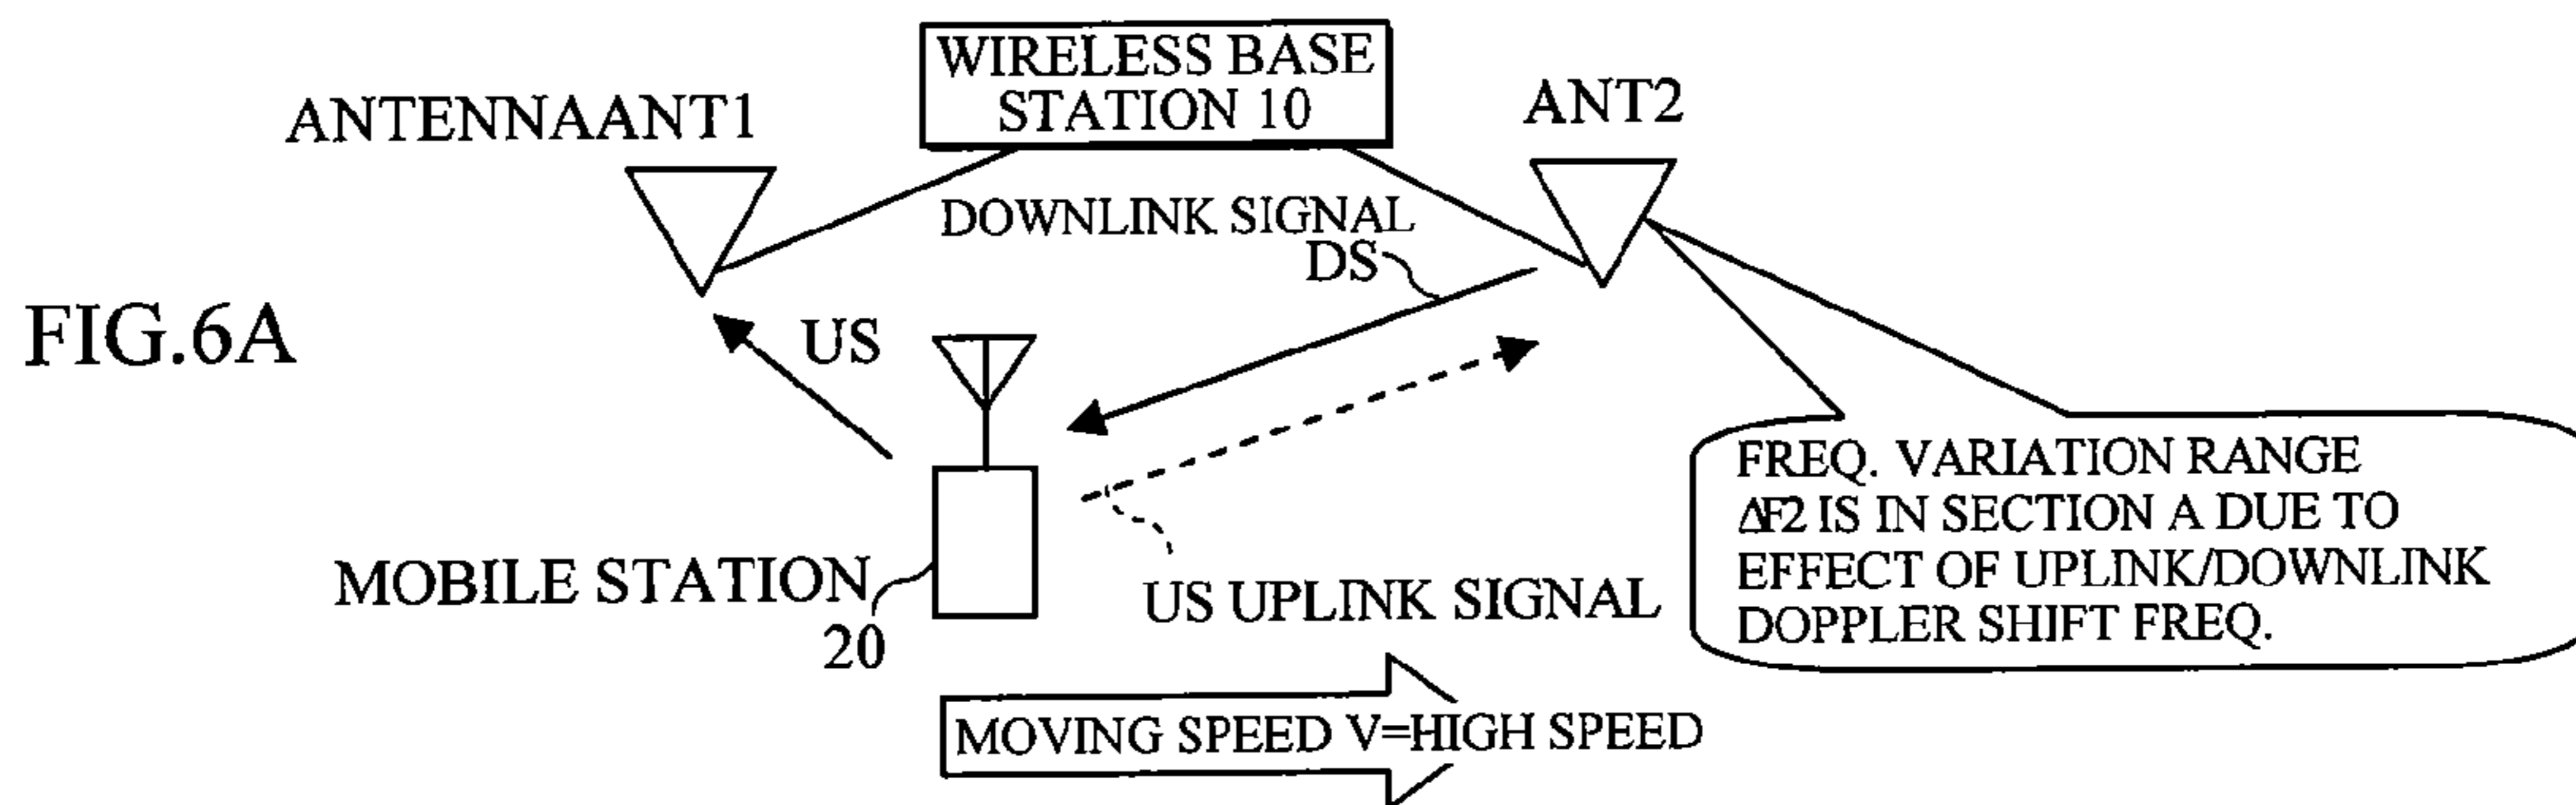 WIRELESS BASE
STATION 10
ANTENNAANT1
ANT2
DOWNLINK SIGNAL
DS
FIG.6A
US
FREQ. VARIATION RANGE
ΔF2 IS IN SECTION A DUE TO
EFFECT OF UPLINK/DOWNLINK
DOPPLER SHIFT FREQ.
MOBILE STATION
20
US UPLINK SIGNAL
MOVING SPEED V=HIGH SPEED